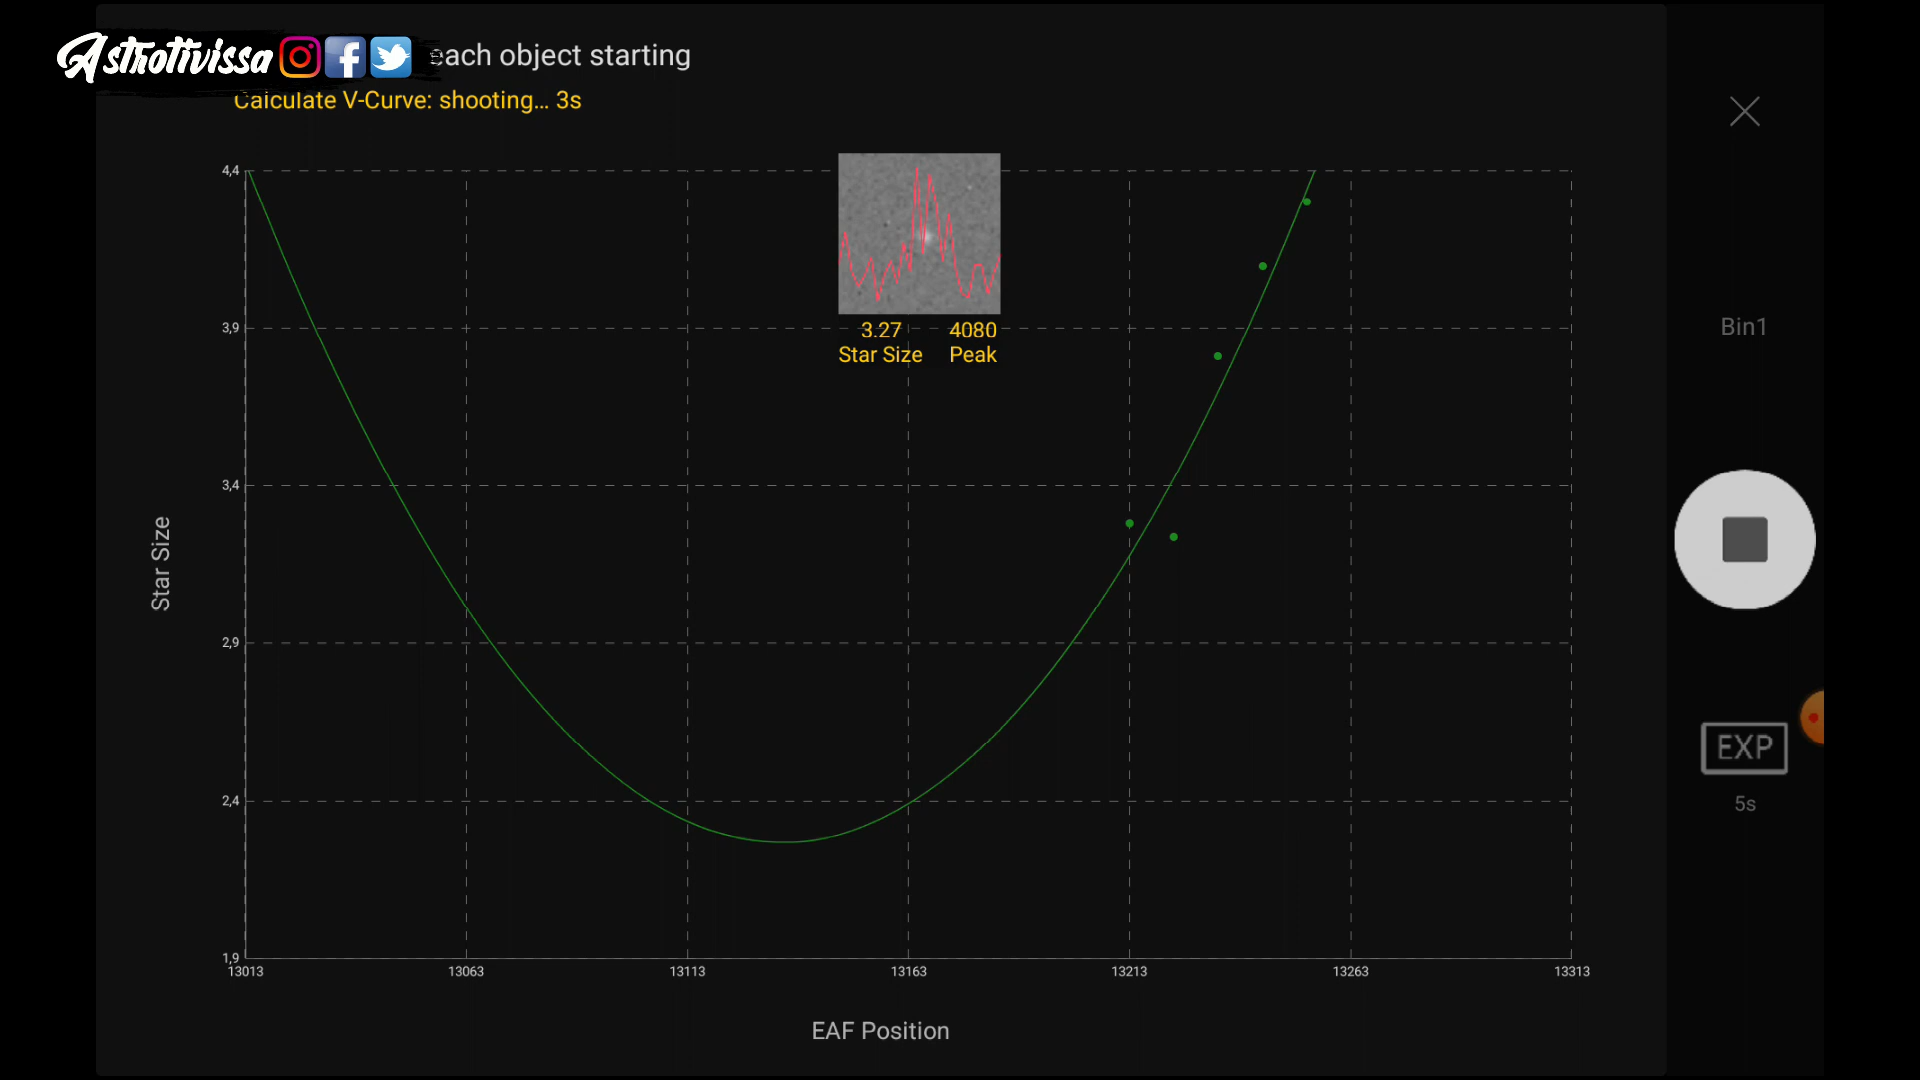 Astrotivissa each object starting
Calculate V-Curve: shooting... 3s
4,4
3.27 4080
Star Size Peak
3,9
3,4
2,9
2,4
1,9
13013 13063 13113 13163 13213 13263 13313
Star Size
EAF Position
Bin1
EXP
5s